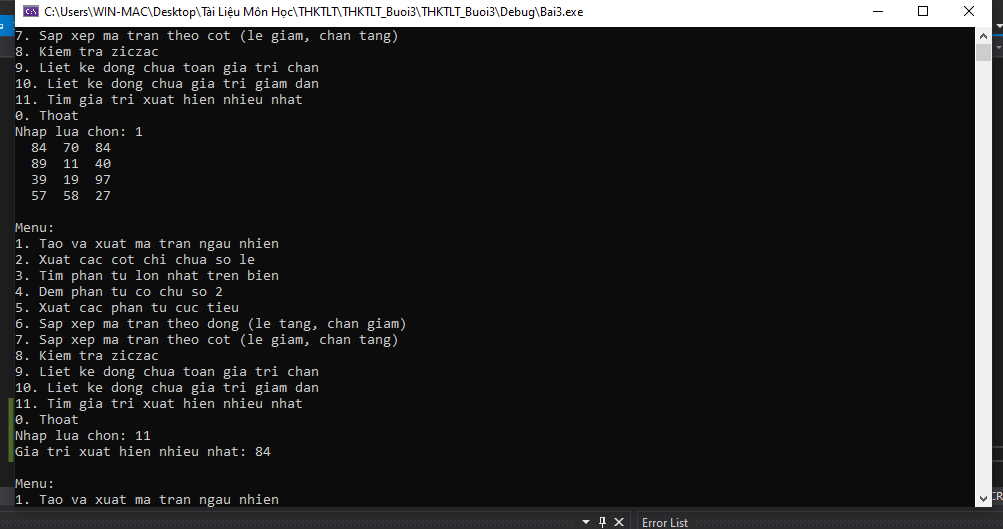 C:\Users\WIN-MAC\Desktop\Tài Liệu Môn Học\THKTLT\THKTLT_Buoi3\THKTLT_Buoi3\Debug\Bai3.exe
7. Sap xep ma tran theo cot (le giam, chan tang)
8. Kiem tra ziczac
9. Liet ke dong chua toan gia tri chan
10. Liet ke dong chua gia tri giam dan
11. Tim gia tri xuat hien nhieu nhat
0. Thoat
Nhap lua chon: 1
84 70 84
89 11 40
39 19 97
57 58 27
Menu:
1. Tao va xuat ma tran ngau nhien
2. Xuat cac cot chi chua so le
3. Tim phan tu lon nhat tren bien
4. Dem phan tu co chu so 2
5. Xuat cac phan tu cuc tieu
6. Sap xep ma tran theo dong (le tang, chan giam)
7. Sap xep ma tran theo cot (le giam, chan tang)
8. Kiem tra ziczac
9. Liet ke dong chua toan gia tri chan
10. Liet ke dong chua gia tri giam dan
11. Tim gia tri xuat hien nhieu nhat
0. Thoat
Nhap lua chon: 11
Gia tri xuat hien nhieu nhat: 84
Menu:
1. Tao va xuat ma tran ngau nhien
CR
Error List